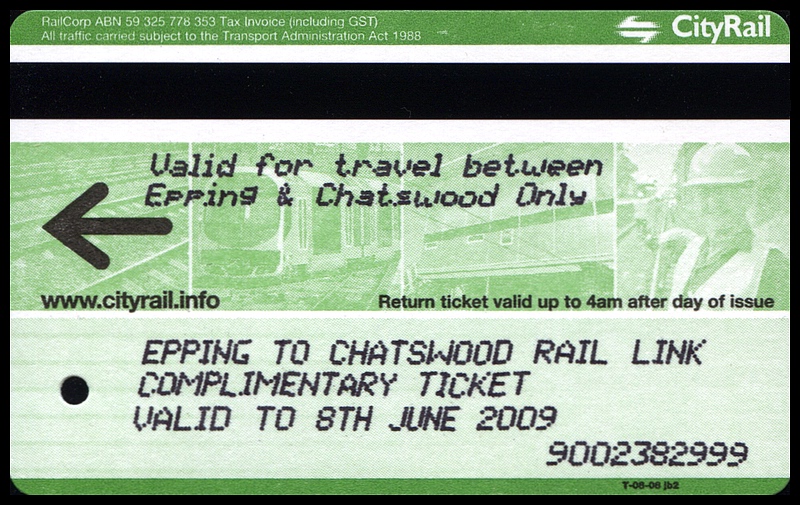 RailCorp ABN 59 325 778 353 Tax Invoice (including GST)
All traffic carried subject to the Transport Administration Act 1988
CityRail
Valid for travel between
Epping & Chatswood Only
www.cityrail.info
Return ticket valid up to 4am after day of issue
EPPING TO CHATSWOOD RAIL LINK
COMPLIMENTARY TICKET
VALID TO 8TH JUNE 2009
9002382999
T-08-08 jb2